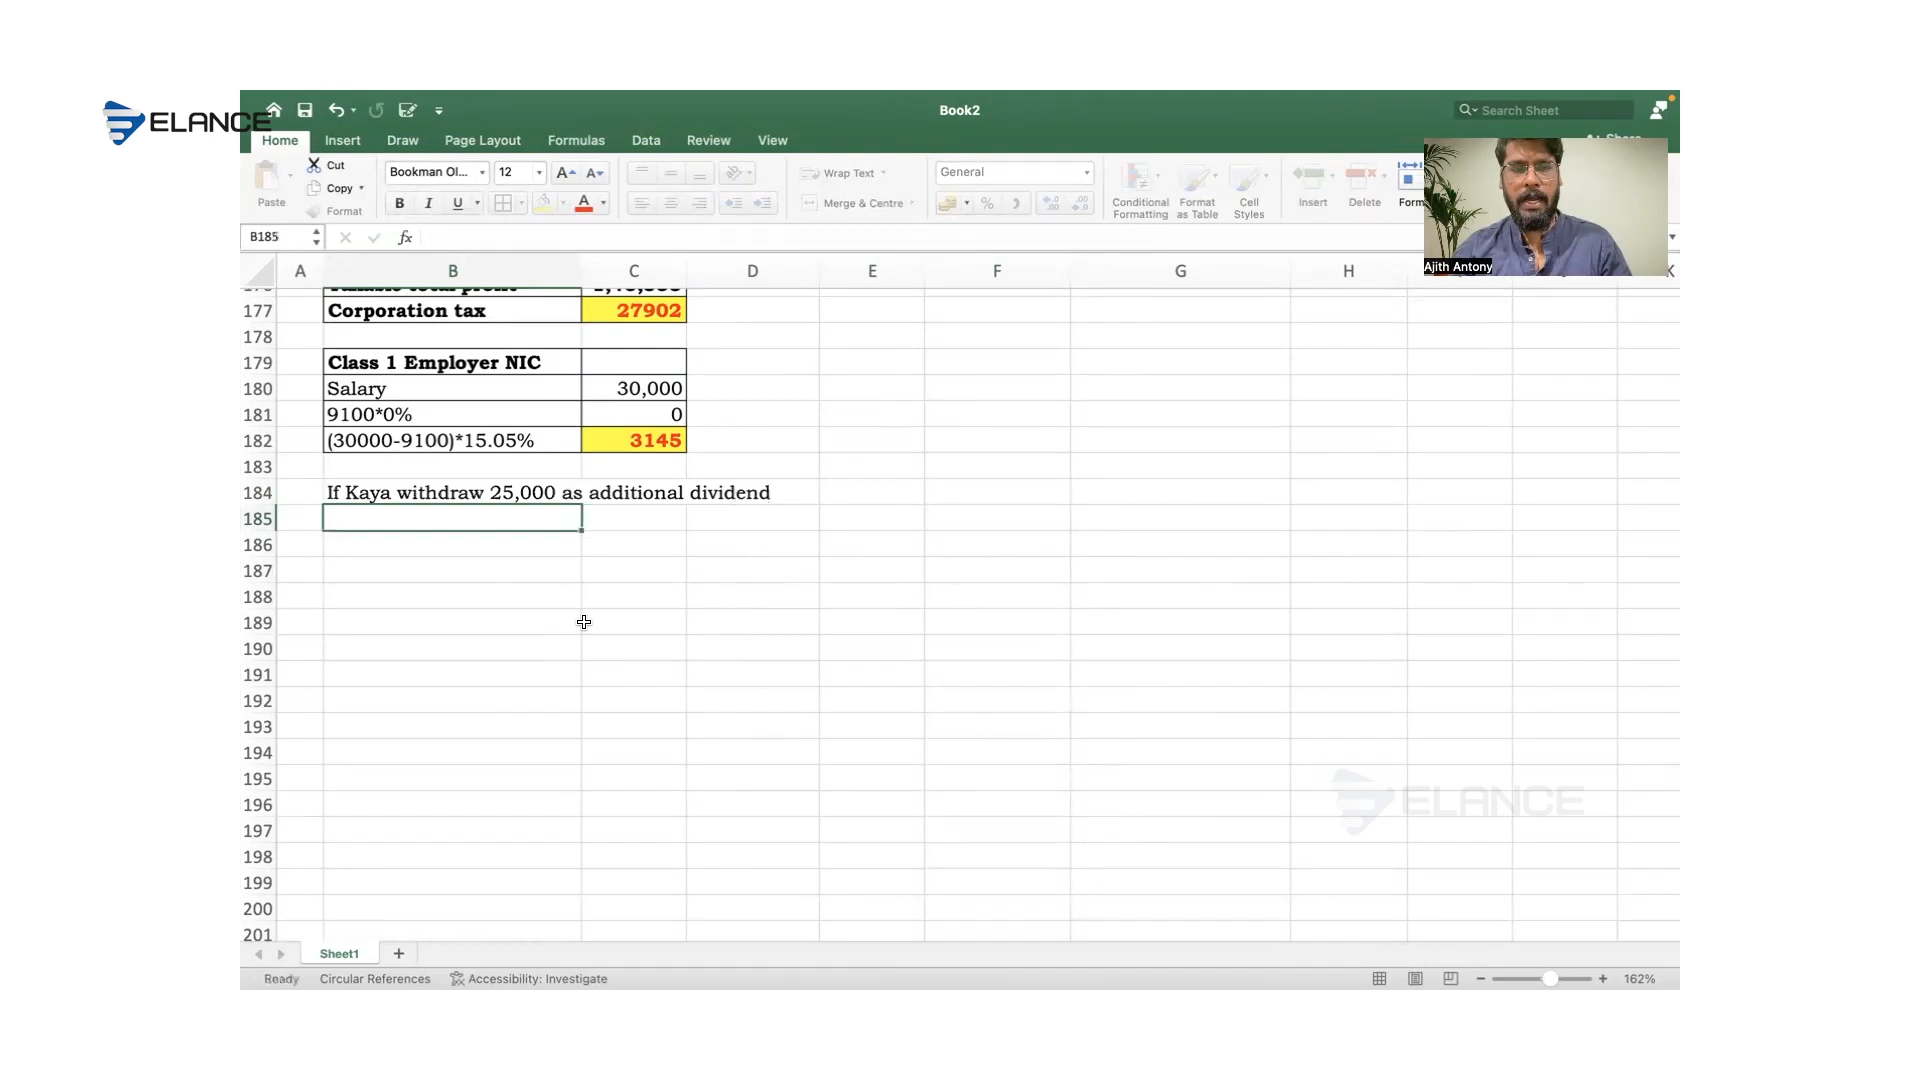 ELANCE
Book2
Search Sheet
Home Insert Draw Page Layout Formulas Data Review View
Paste
Cut
Copy
Format
Bookman Ol... 12
B I U
Wrap Text
Merge & Centre
General
Conditional Formatting
Format as Table
Cell Styles
Insert
Delete
Form
Ajith Antony
B185
fx
A B C D E F G H K
Taxable total profit
177 Corporation tax 27902
178
179 Class 1 Employer NIC
180 Salary 30,000
181 9100*0% 0
182 (30000-9100)*15.05% 3145
183
184 If Kaya withdraw 25,000 as additional dividend
185
186
187
188
189
190
191
192
193
194
195
196
197
198
199
200
201
ELANCE
Sheet1
Ready Circular References Accessibility: Investigate 162%